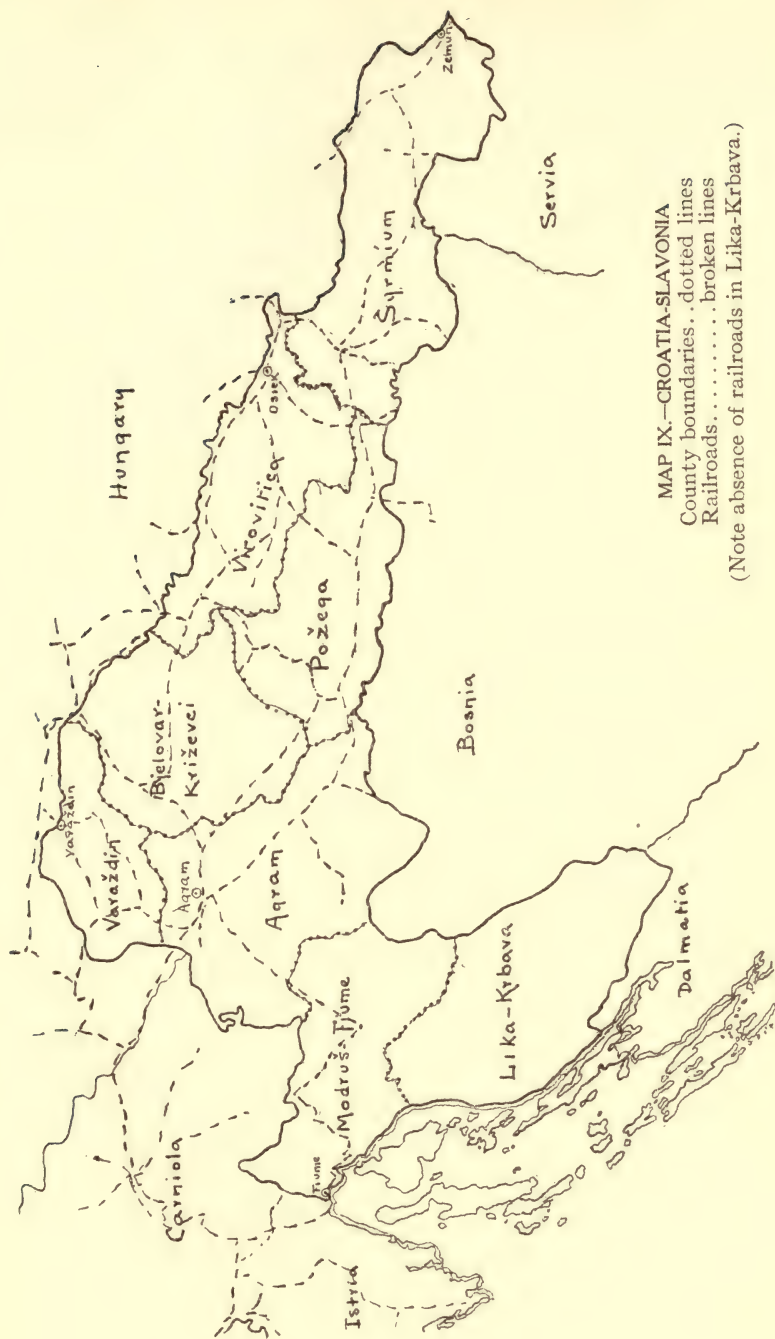 Hungary
Zemun
Syrmium
Servia
Osiek
Virovitica
Požega
Bjelovar-
Križevci
Bosnia
Varaždin
Varaždin
Agram
Agram
Carniola
Modruš-Fiume
Fiume
Lika-Krbava
Dalmatia
Istria
MAP IX.—CROATIA-SLAVONIA
County boundaries..dotted lines
Railroads..........broken lines
(Note absence of railroads in Lika-Krbava.)